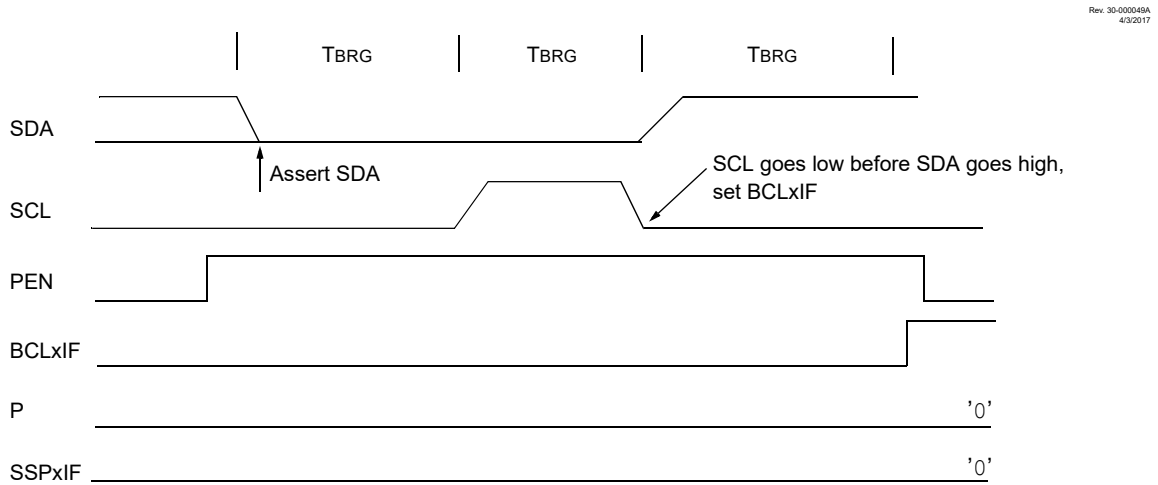 Rev. 30-000049A
4/3/2017
TBRG TBRG TBRG
SDA
Assert SDA
SCL goes low before SDA goes high,
set BCLxIF
SCL
PEN
BCLxIF
P '0'
SSPxIF '0'